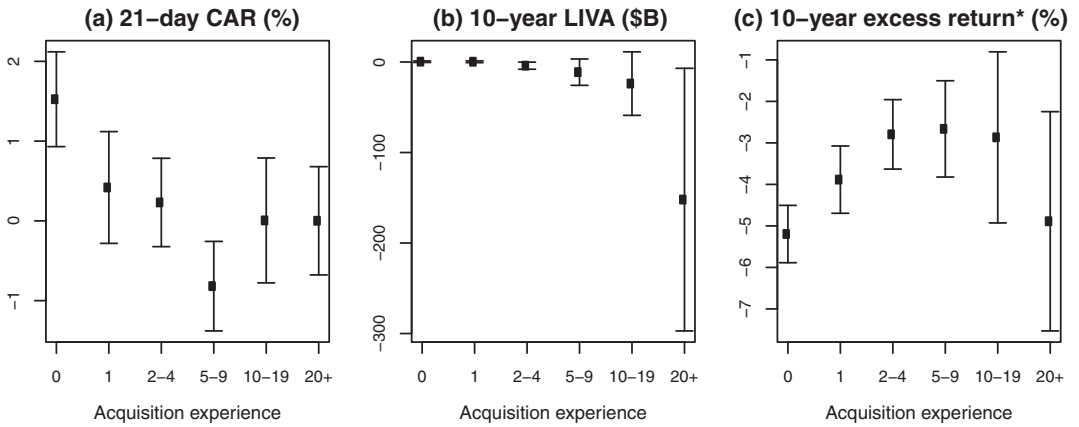 (a) 21−day CAR (%)
2
1
0
−1
0 1 2−4 5−9 10−19 20+
Acquisition experience
(b) 10−year LIVA ($B)
0
−100
−200
−300
0 1 2−4 5−9 10−19 20+
Acquisition experience
(c) 10−year excess return* (%)
−1
−2
−3
−4
−5
−6
−7
0 1 2−4 5−9 10−19 20+
Acquisition experience